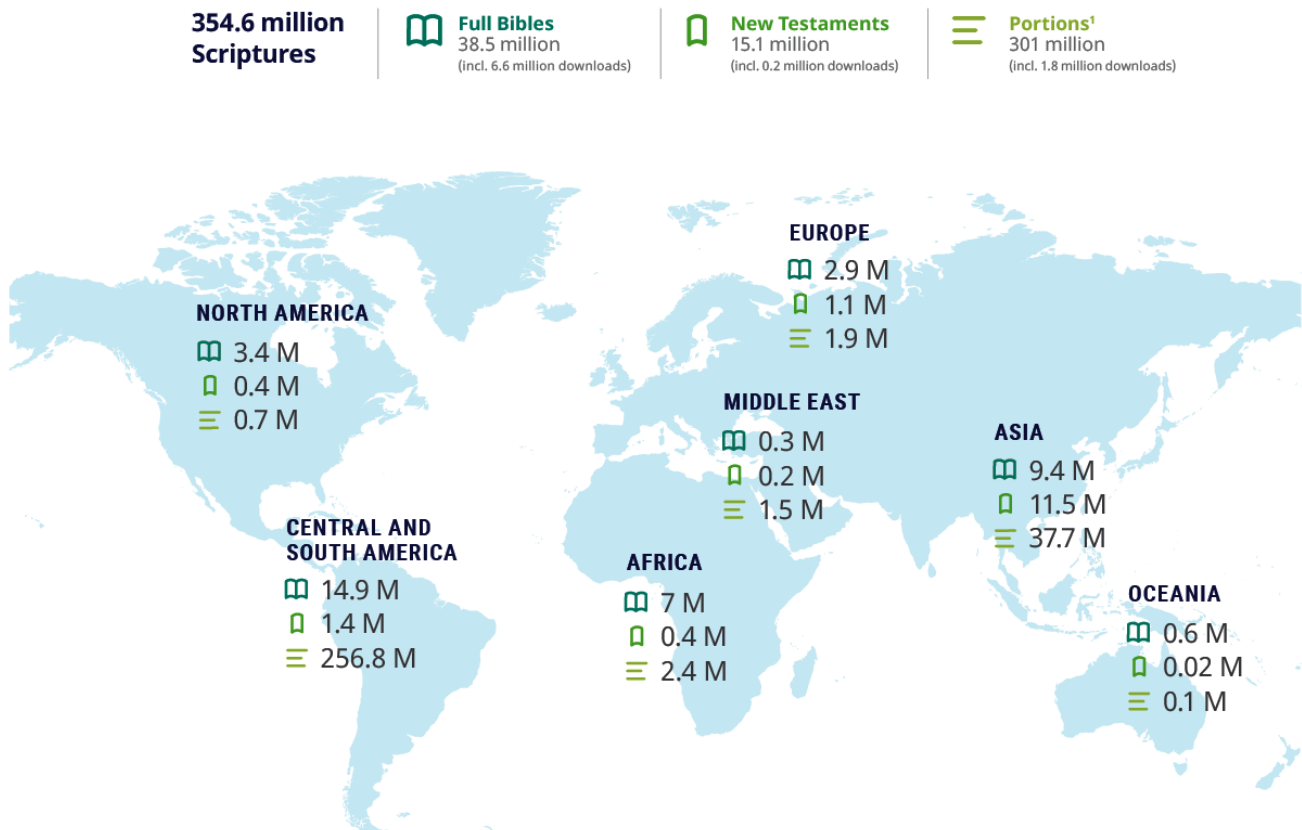 354.6 million
Scriptures
Full Bibles
38.5 million
(incl. 6.6 million downloads)
New Testaments
15.1 million
(incl. 0.2 million downloads)
Portions¹
301 million
(incl. 1.8 million downloads)
EUROPE
2.9 M
1.1 M
1.9 M
NORTH AMERICA
3.4 M
0.4 M
0.7 M
MIDDLE EAST
0.3 M
0.2 M
1.5 M
ASIA
9.4 M
11.5 M
37.7 M
CENTRAL AND
SOUTH AMERICA
14.9 M
1.4 M
256.8 M
AFRICA
7 M
0.4 M
2.4 M
OCEANIA
0.6 M
0.02 M
0.1 M